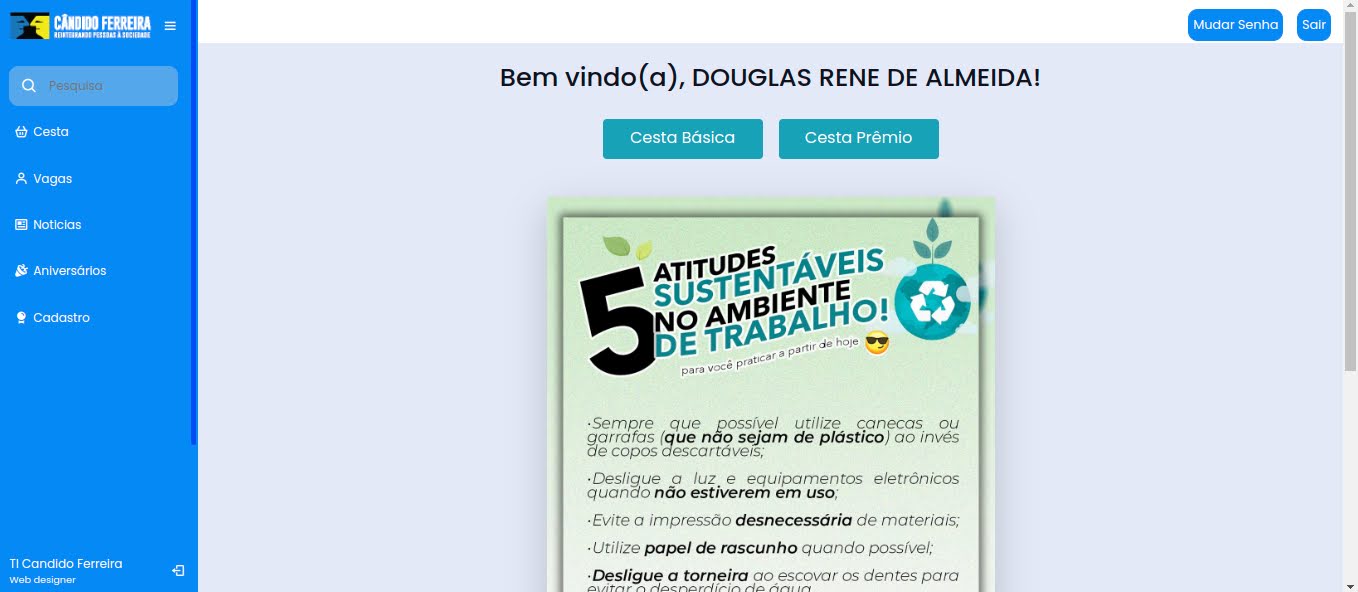 CÂNDIDO FERREIRA
REINTEGRANDO PESSOAS À SOCIEDADE
Mudar Senha
Sair
Pesquisa
Cesta
Vagas
Noticias
Aniversários
Cadastro
TI Candido Ferreira
Web designer
Bem vindo(a), DOUGLAS RENE DE ALMEIDA!
Cesta Básica
Cesta Prêmio
5 ATITUDES
SUSTENTÁVEIS
NO AMBIENTE
DE TRABALHO!
para você praticar a partir de hoje
•Sempre que possível utilize canecas ou
garrafas (que não sejam de plástico) ao invés
de copos descartáveis;
•Desligue a luz e equipamentos eletrônicos
quando não estiverem em uso;
•Evite a impressão desnecessária de materiais;
•Utilize papel de rascunho quando possível;
•Desligue a torneira ao escovar os dentes para
evitar o desperdício de água